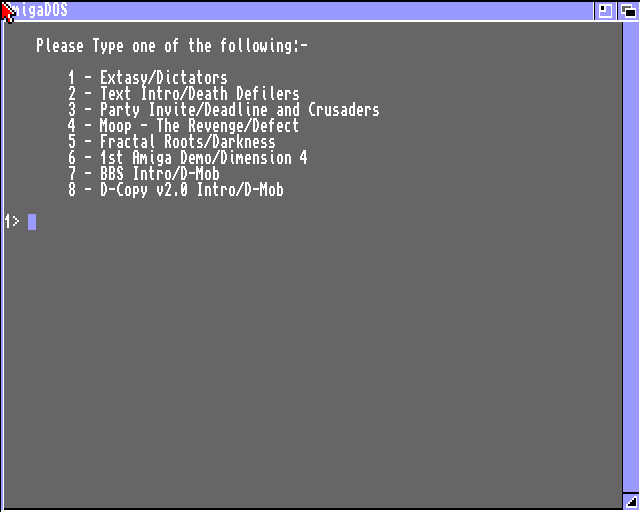 AmigaDOS
Please Type one of the following:-
1 - Extasy/Dictators
2 - Text Intro/Death Defilers
3 - Party Invite/Deadline and Crusaders
4 - Moop - The Revenge/Defect
5 - Fractal Roots/Darkness
6 - 1st Amiga Demo/Dimension 4
7 - BBS Intro/D-Mob
8 - D-Copy v2.0 Intro/D-Mob
1>